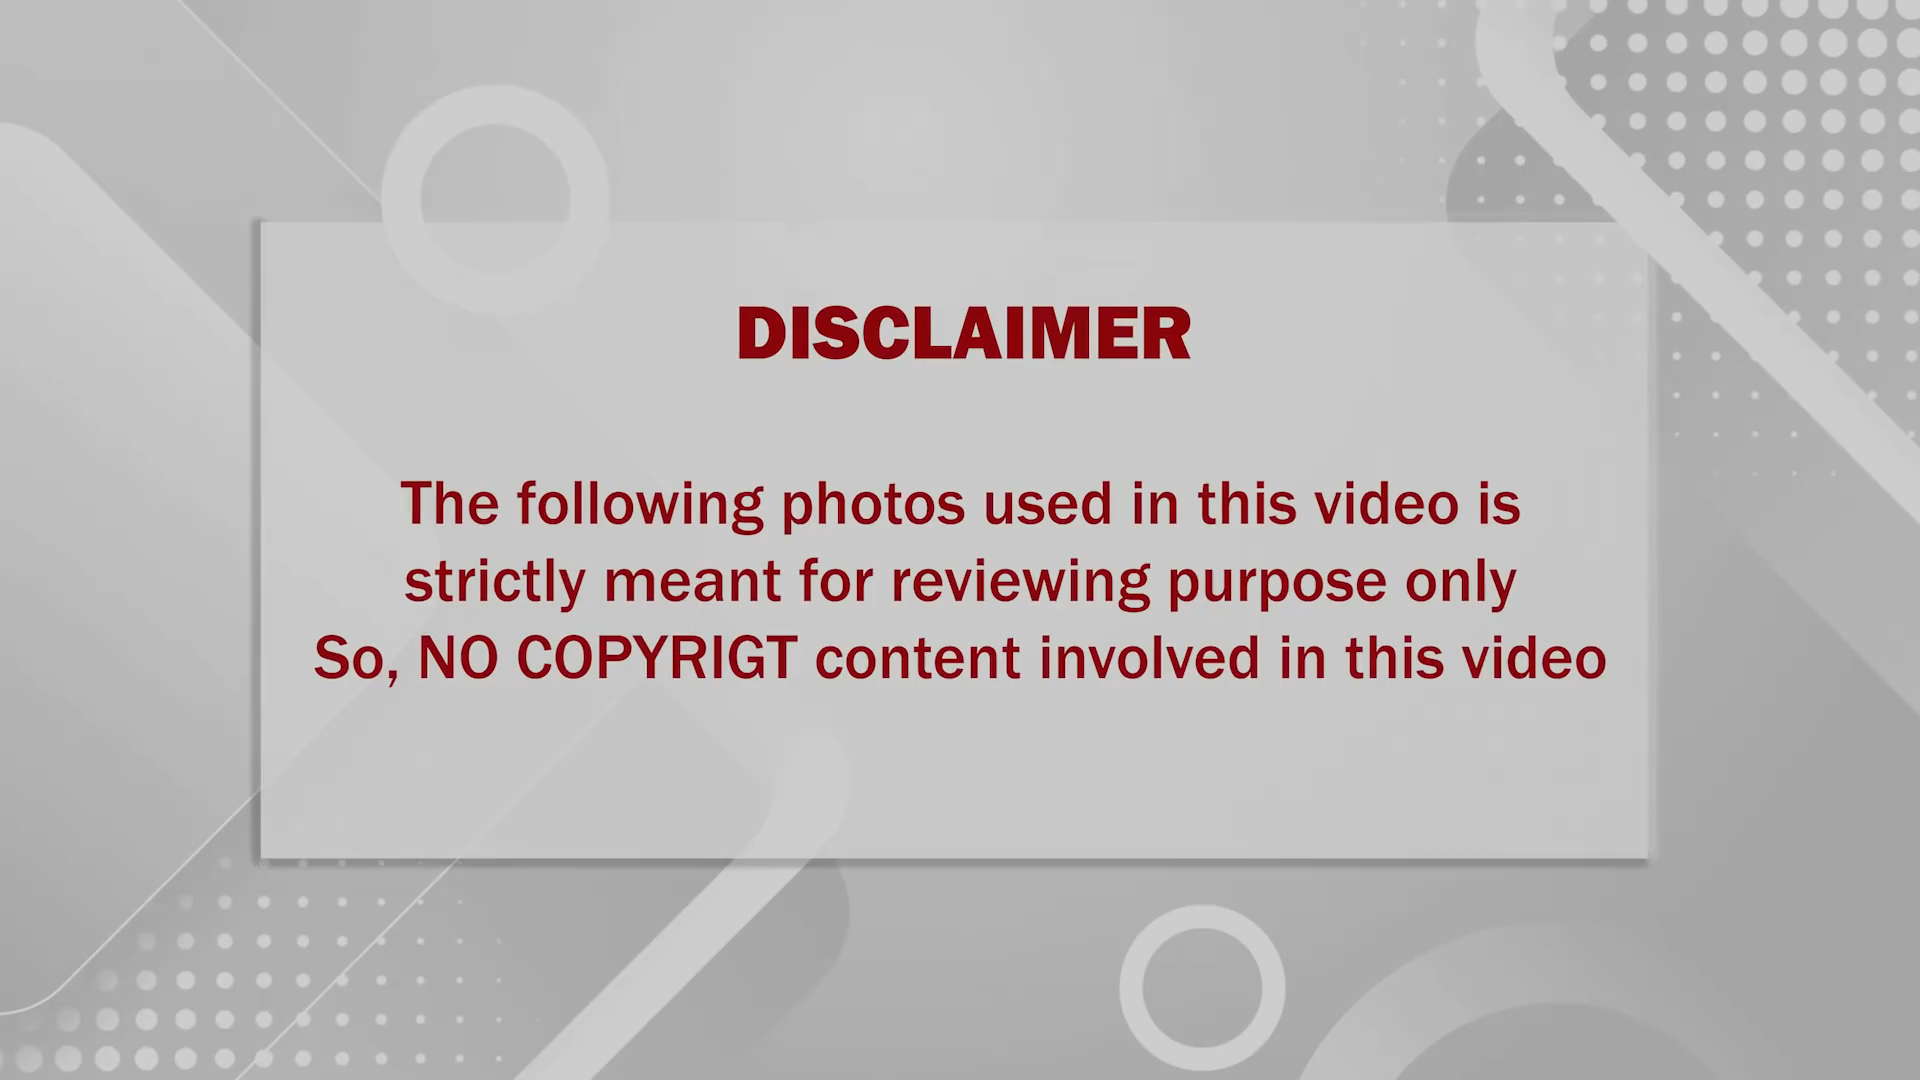 DISCLAIMER
The following photos used in this video is
strictly meant for reviewing purpose only
So, NO COPYRIGT content involved in this video